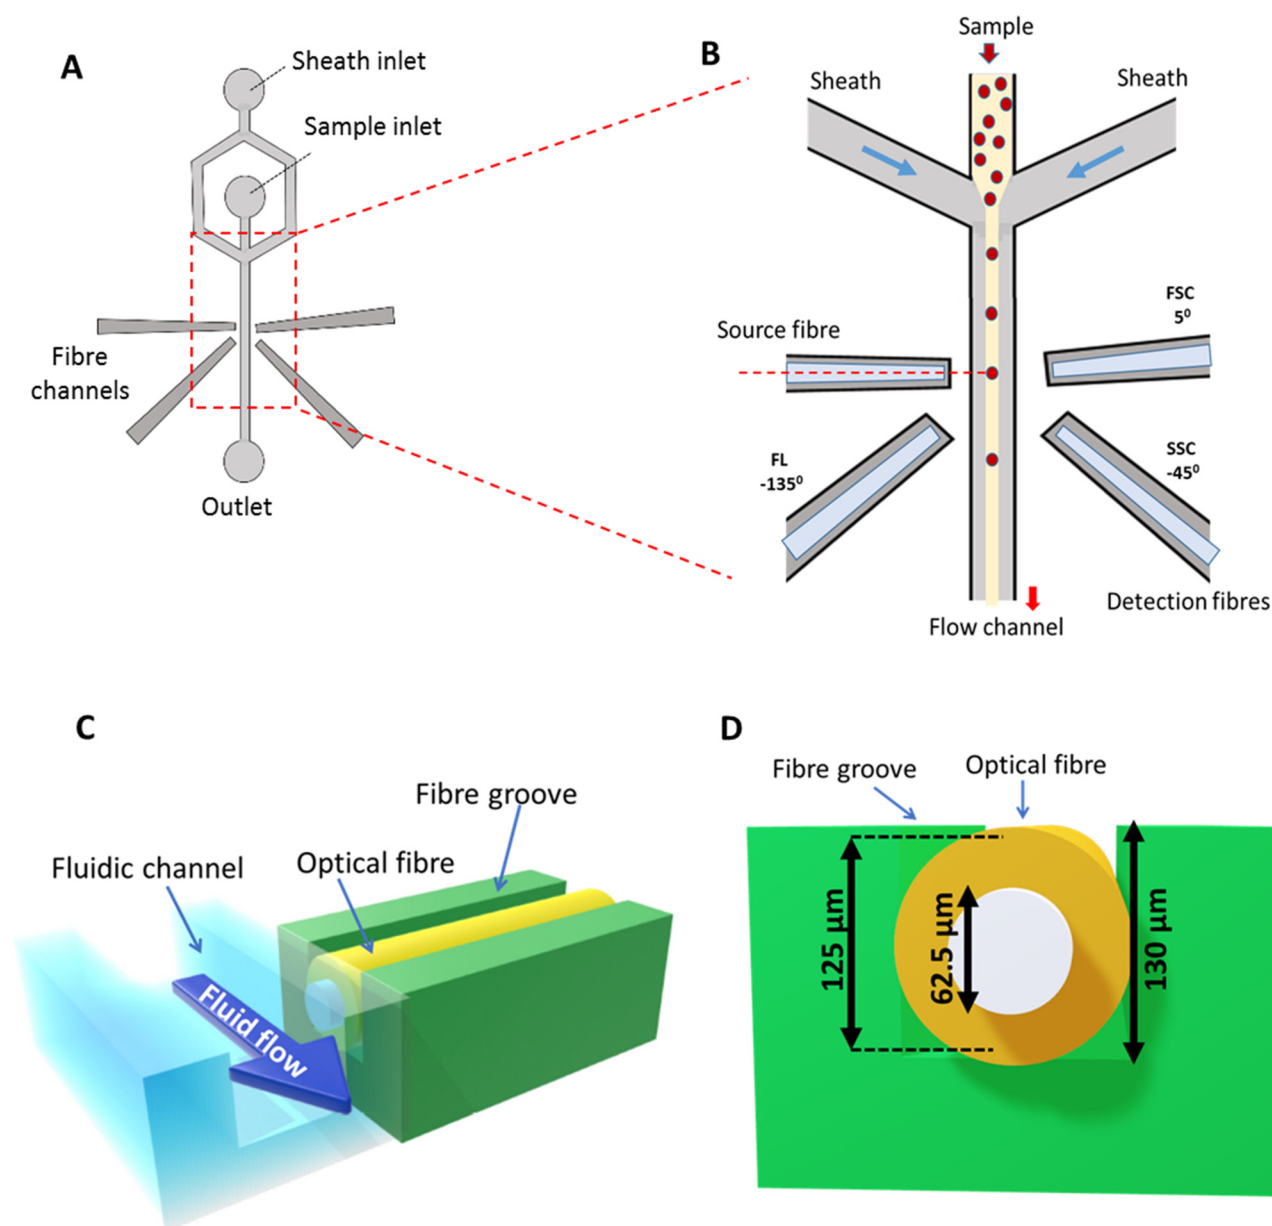 A
Sheath inlet
Sample inlet
Fibre
channels
Outlet
B
Sample
Sheath
Sheath
Source fibre
FSC
5⁰
FL
-135⁰
SSC
-45⁰
Detection fibres
Flow channel
C
Fibre groove
Optical fibre
Fluidic channel
Fluid flow
D
Fibre groove
Optical fibre
125 µm
62.5 µm
130 µm